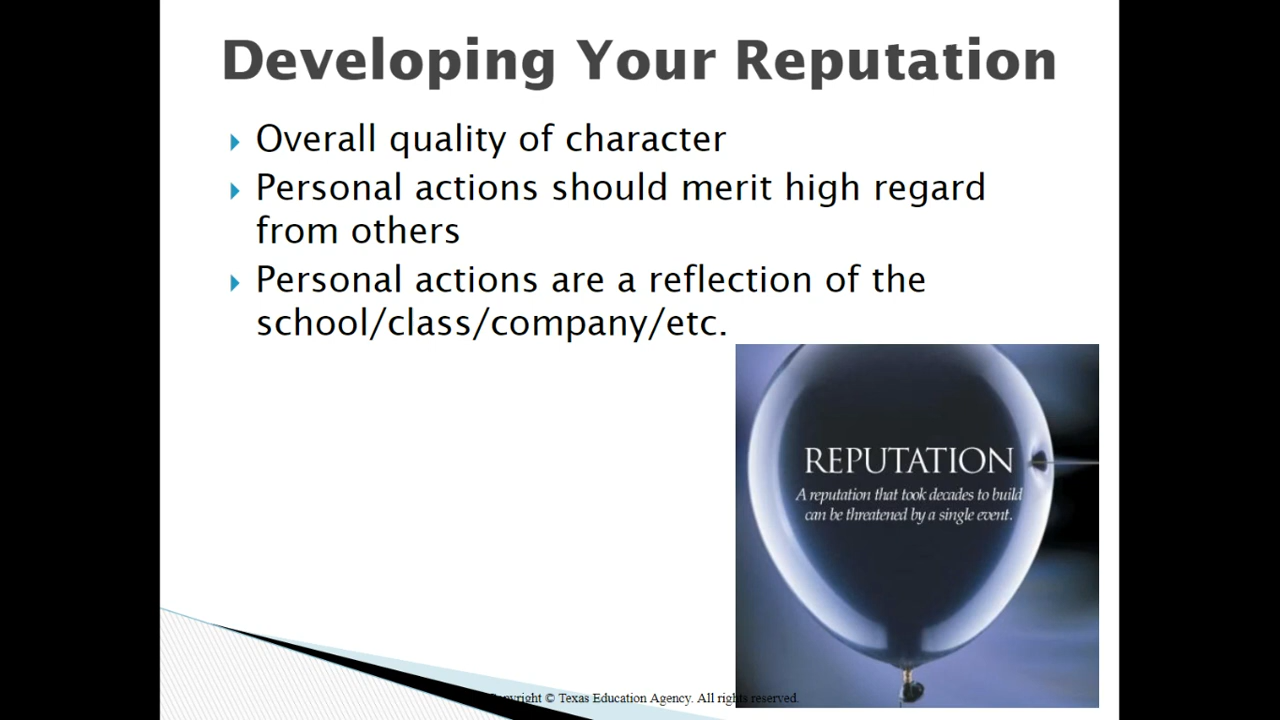 Developing Your Reputation
Overall quality of character
Personal actions should merit high regard
from others
Personal actions are a reflection of the
school/class/company/etc.
REPUTATION
A reputation that took decades to build
can be threatened by a single event.
Copyright © Texas Education Agency. All rights reserved.